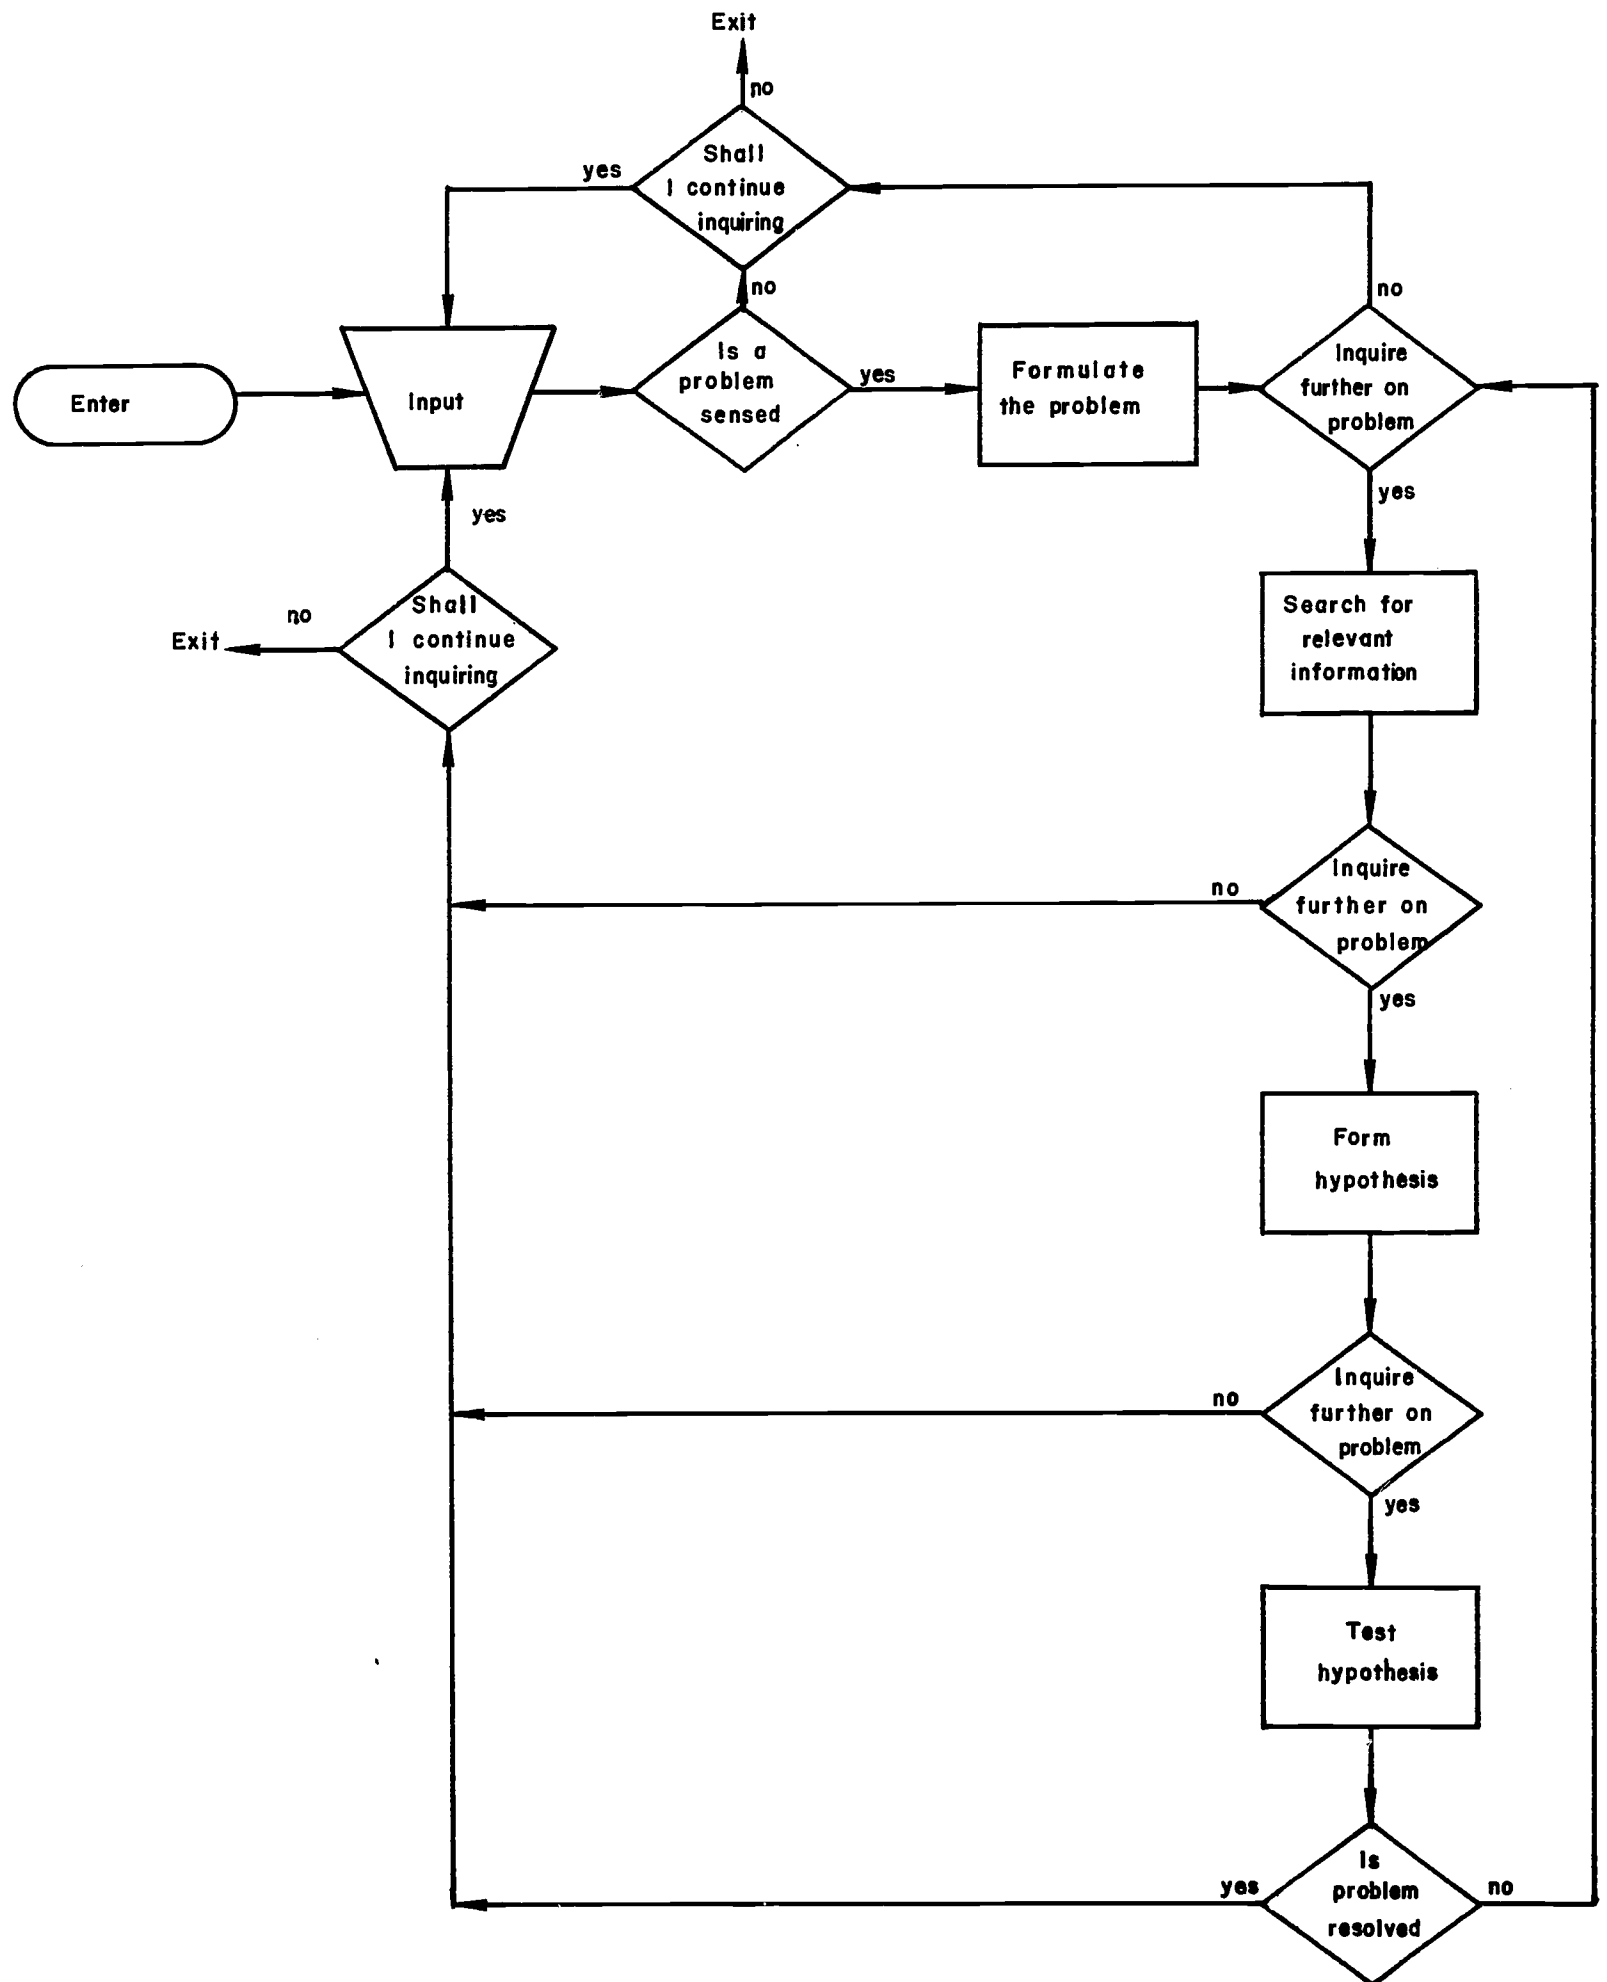 Exit
no
Shall
I continue
inquiring
yes
no
Is a
problem
sensed
yes
Formulate
the problem
no
Inquire
further on
problem
Enter
Input
yes
yes
Shall
I continue
inquiring
no
Exit
Search for
relevant
information
Inquire
further on
problem
no
yes
Form
hypothesis
Inquire
further on
problem
no
yes
Test
hypothesis
Is
problem
resolved
yes
no